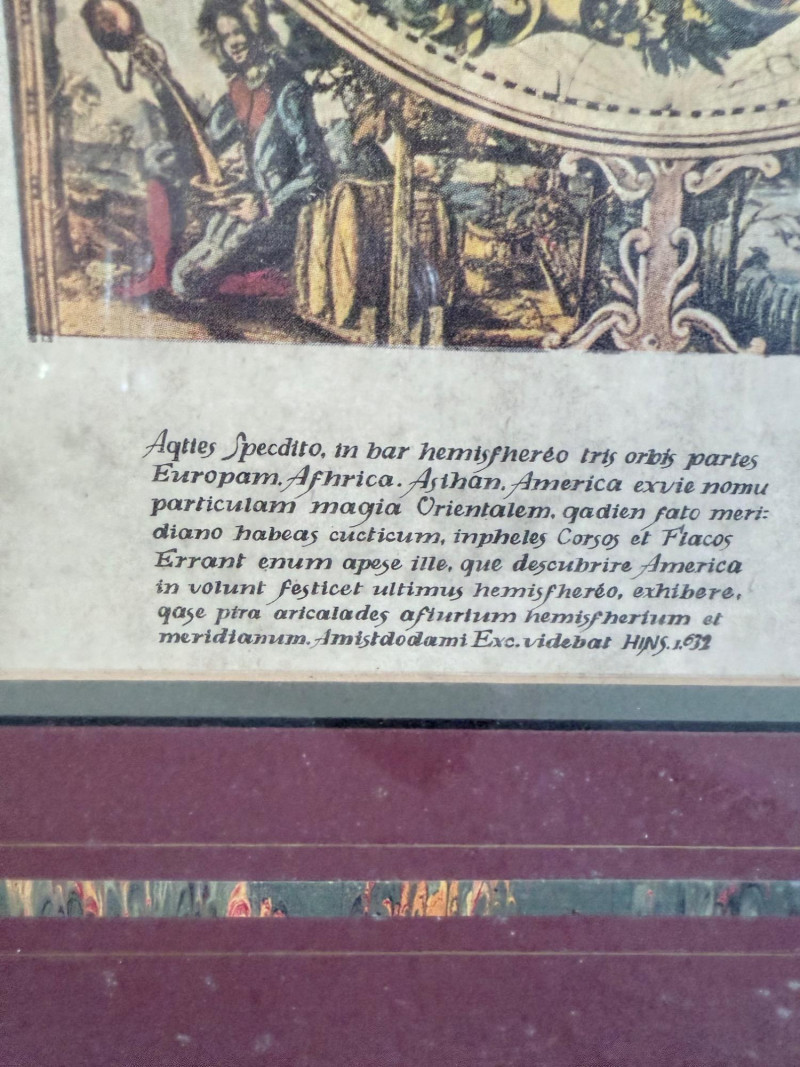 Aqties Specdito, in bar hemisfheréo tris orbis partes
Europam. Afhrica. Asihan. America exvie nomu
particulam magia Orientalem, qadien fato meri=
diano habeas cucticum, inpheles Corsos et Flacos
Errant enum apese ille, que descubrire America
in volunt festicet ultimus hemisfheréo, exhibere,
qase pira aricalades afiurium hemisfherium et
meridianum. Amistdodami Exc. videbat HINS. 1.632